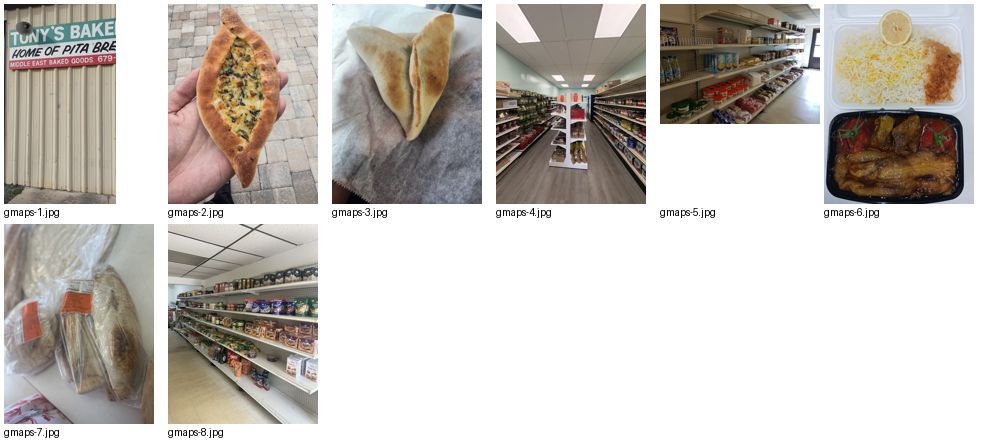 TONY'S BAKE
HOME OF PITA BRE
MIDDLE EAST BAKED GOODS 679-
gmaps-1.jpg
gmaps-2.jpg
gmaps-3.jpg
gmaps-4.jpg
gmaps-5.jpg
gmaps-6.jpg
gmaps-7.jpg
gmaps-8.jpg